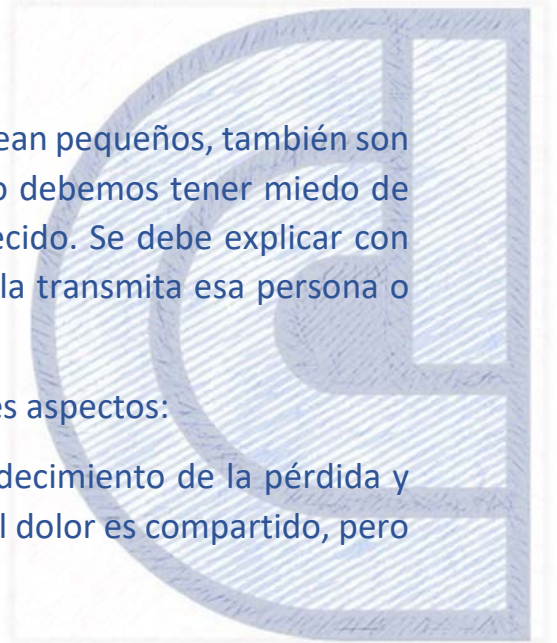 ean pequeños, también son
o debemos tener miedo de
ecido. Se debe explicar con
la transmita esa persona o
es aspectos:
decimiento de la pérdida y
l dolor es compartido, pero